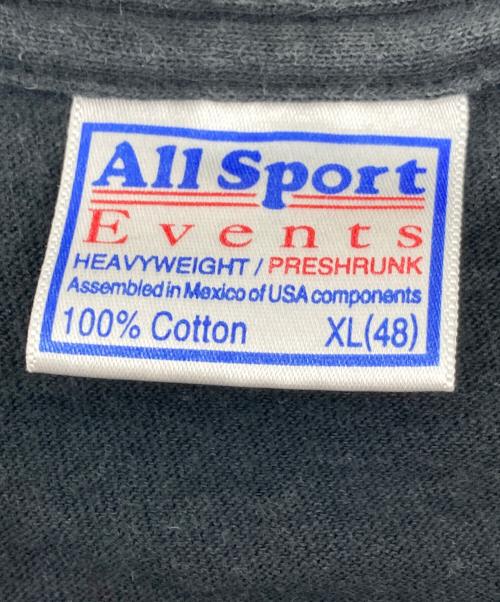 All Sport
Events
HEAVYWEIGHT / PRESHRUNK
Assembled in Mexico of USA components
100% Cotton XL(48)